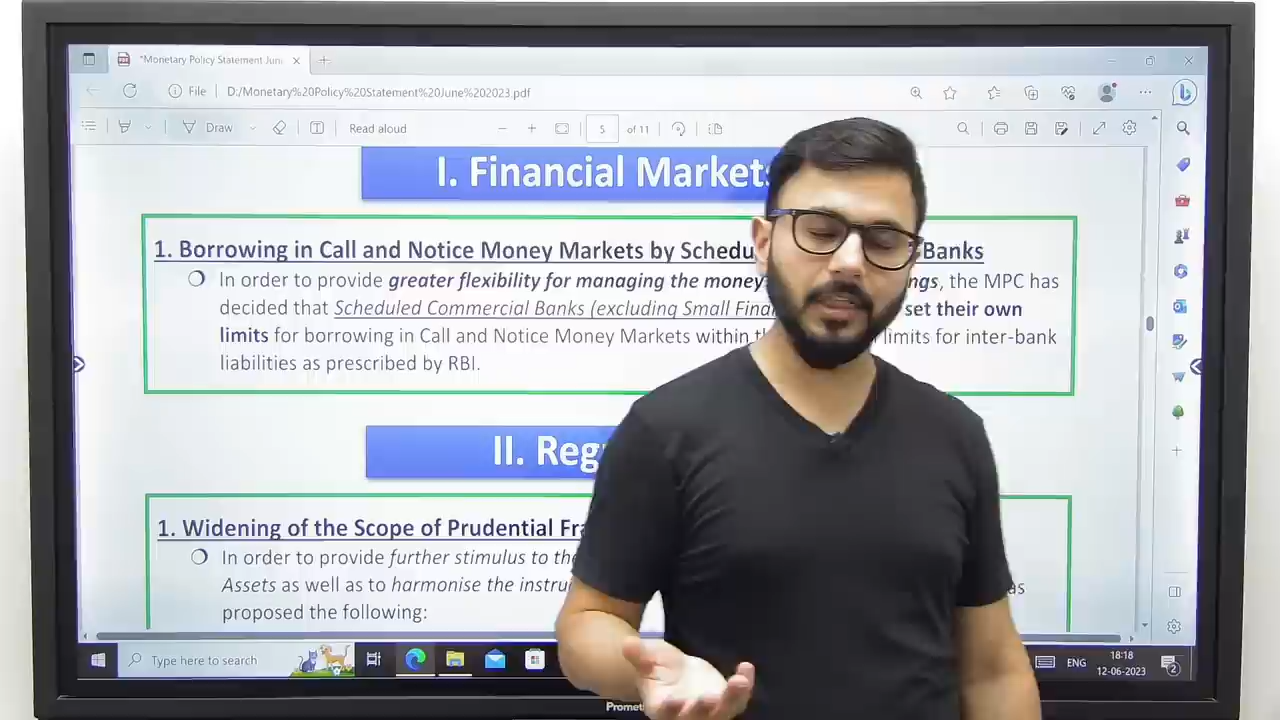 *Monetary Policy Statement Jun
File
D:/Monetary%20Policy%20Statement%20June%202023.pdf
Draw
Read aloud
5
of 11
I. Financial Markets
1. Borrowing in Call and Notice Money Markets by Schedu Banks
In order to provide greater flexibility for managing the money ngs, the MPC has
decided that Scheduled Commercial Banks (excluding Small Finan set their own
limits for borrowing in Call and Notice Money Markets within limits for inter-bank
liabilities as prescribed by RBI.
II. Reg
1. Widening of the Scope of Prudential Fra
In order to provide further stimulus to the
Assets as well as to harmonise the instru as
proposed the following:
Type here to search
ENG
18:18
12-06-2023
2
Promet